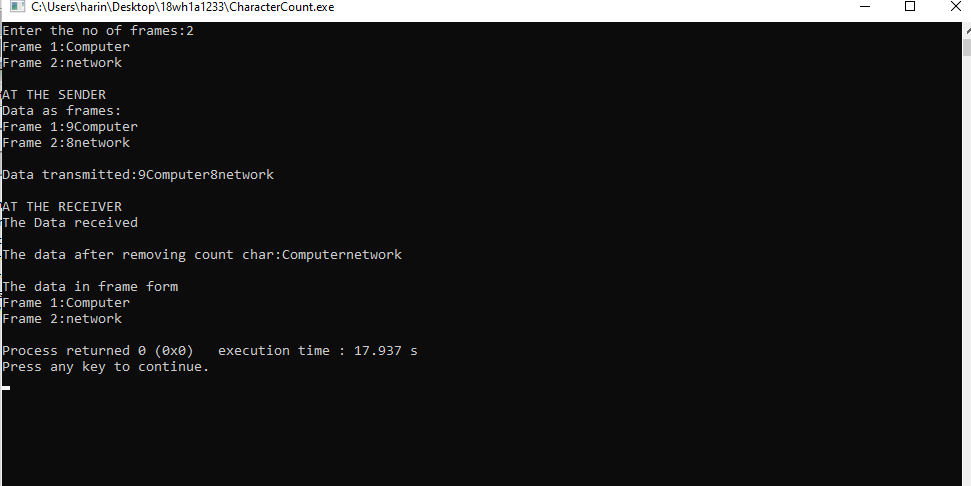 C:\Users\harin\Desktop\18wh1a1233\CharacterCount.exe
Enter the no of frames:2
Frame 1:Computer
Frame 2:network
AT THE SENDER
Data as frames:
Frame 1:9Computer
Frame 2:8network
Data transmitted:9Computer8network
AT THE RECEIVER
The Data received
The data after removing count char:Computernetwork
The data in frame form
Frame 1:Computer
Frame 2:network
Process returned 0 (0x0)   execution time : 17.937 s
Press any key to continue.